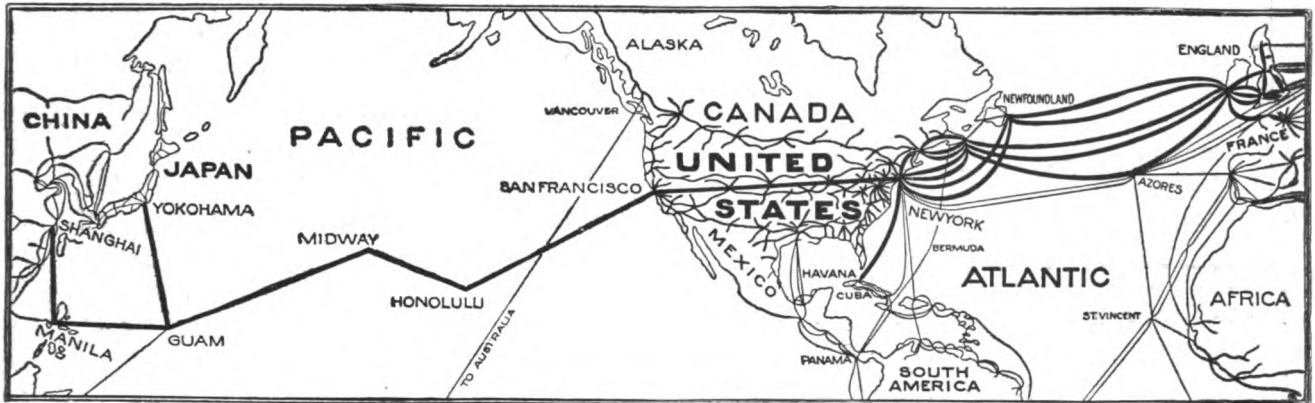 ALASKA
ENGLAND
CHINA
PACIFIC
VANCOUVER
CANADA
NEWFOUNDLAND
JAPAN
UNITED
FRANCE
SAN FRANCISCO
AZORES
YOKOHAMA
SHANGHAI
STATES
NEWYORK
MIDWAY
MEXICO
BERMUDA
HAVANA
ATLANTIC
HONOLULU
CUBA
AFRICA
MANILA
GUAM
ST.VINCENT
TO AUSTRALIA
PANAMA
SOUTH
AMERICA